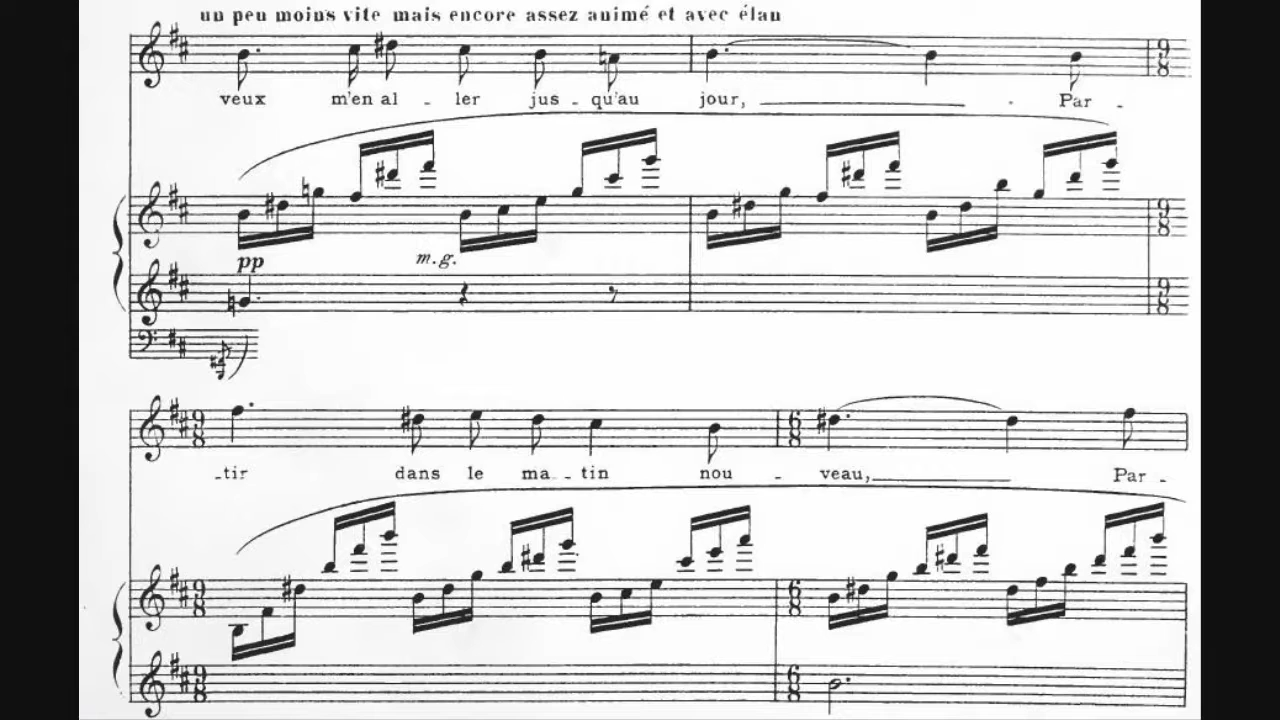 un peu moins vite mais encore assez animé et avec élan
veux m'en al - ler jus - qu'au jour, Par -
pp m.g.
-tir dans le ma - tin nou - veau, Par -